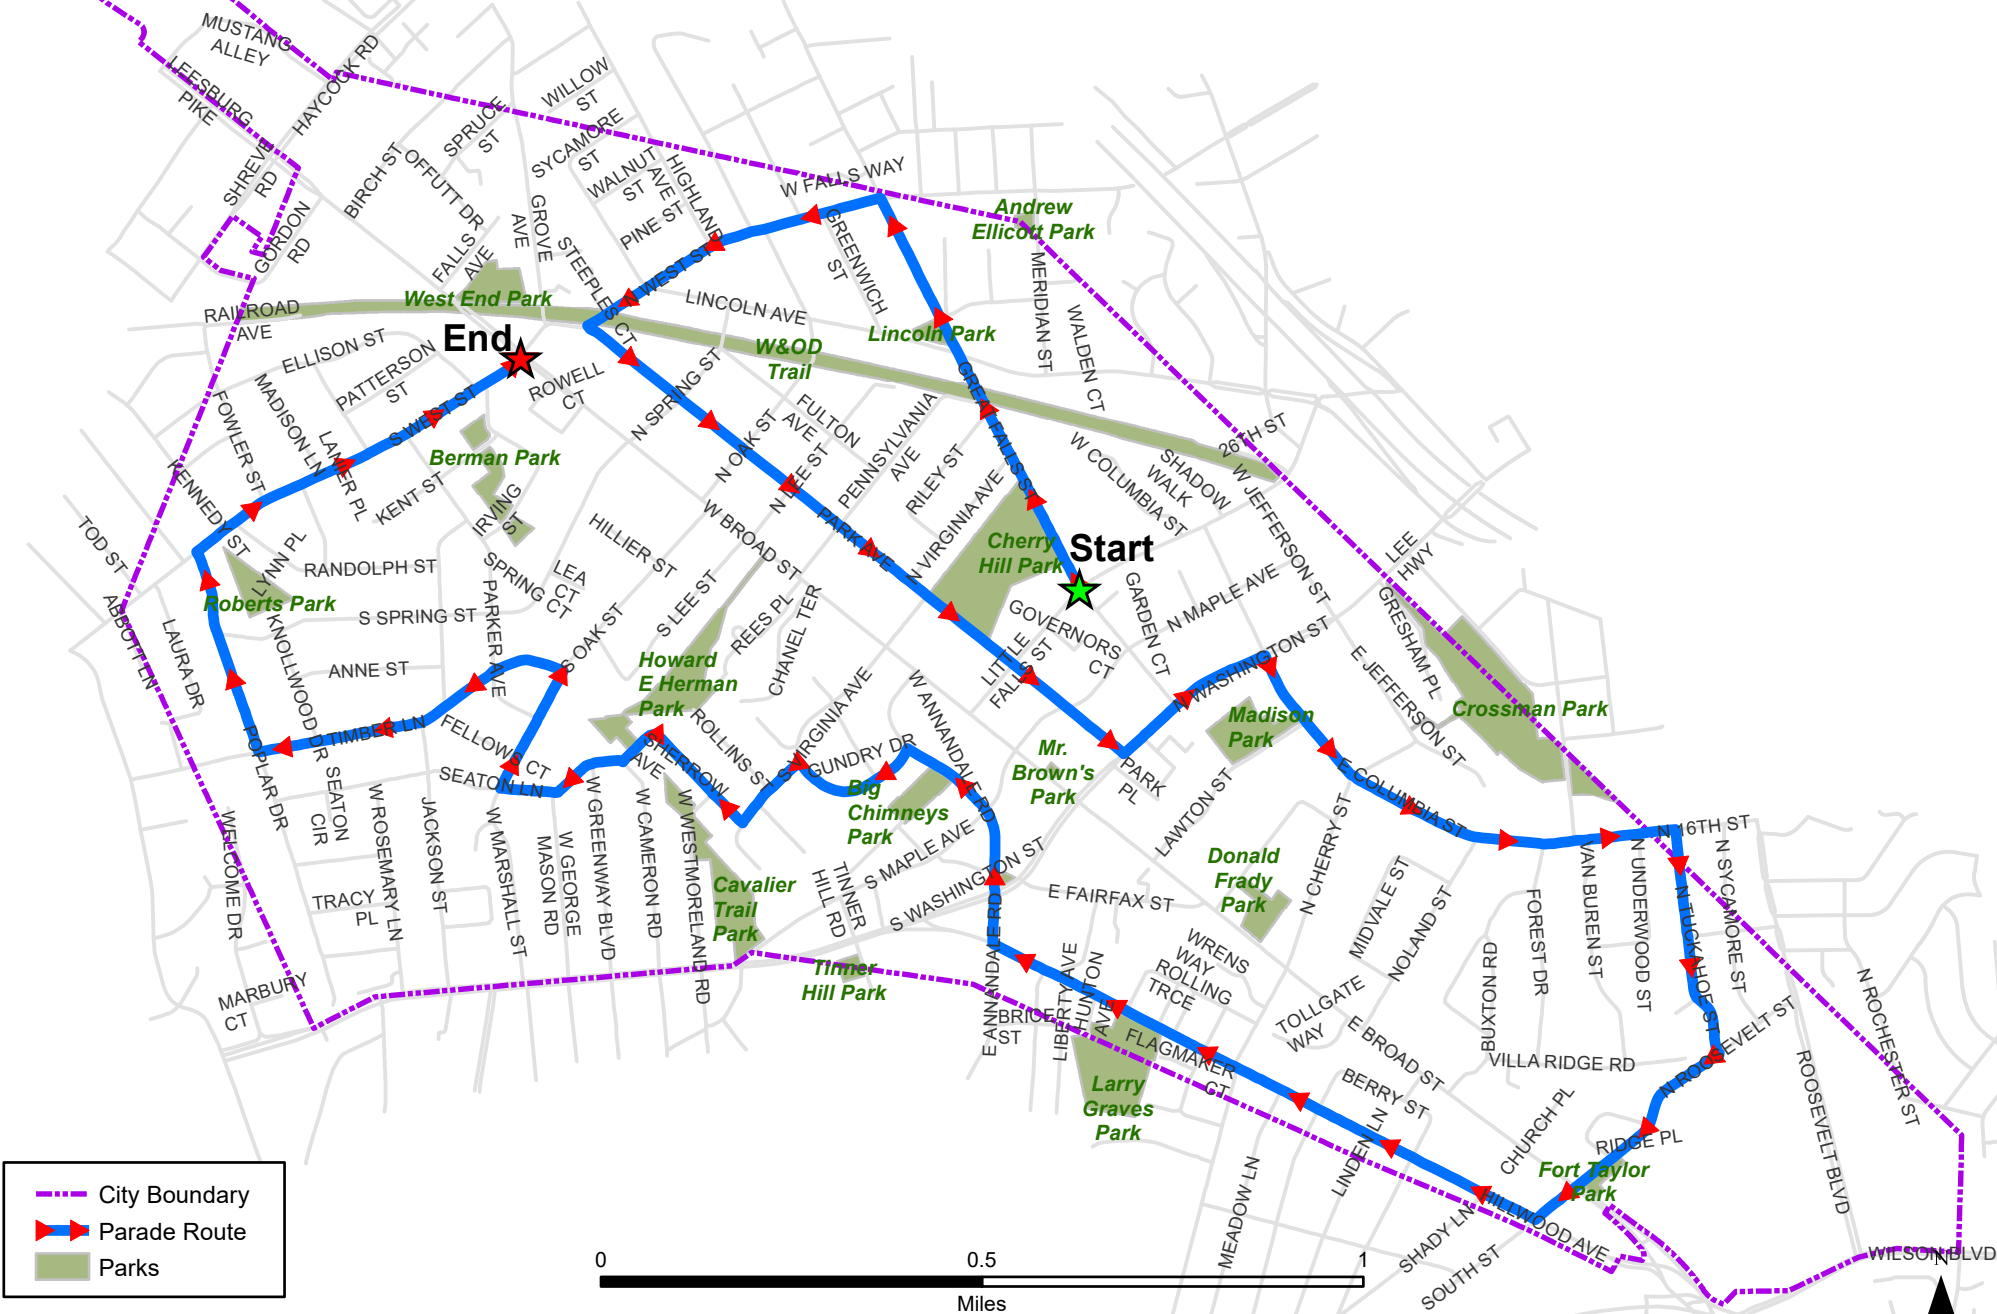 MUSTANG
ALLEY
LEESBURG
PIKE
HAYCOCK RD
SHREVE
RD
GORDON
RD
BIRCH ST
OFFUTT DR
SPRUCE
ST
WILLOW
ST
SYCAMORE
ST
WALNUT
ST
HIGHLAND
AVE
PINE ST
GROVE
AVE
FALLS
AVE
STEEPLES CT
N WEST ST
W FALLS WAY
GREENWICH
ST
Andrew
Ellicott Park
MERIDIAN ST
WALDEN CT
LINCOLN AVE
Lincoln Park
West End Park
RAILROAD
AVE
W&OD
Trail
End
ELLISON ST
PATTERSON
ST
ROWELL
CT
S WEST ST
MADISON LN
FOWLER ST
LANIER PL
KENT ST
Berman Park
IRVING
ST
KENNEDY ST
TOD ST
ABBOTT LN
LYNN PL
Roberts Park
RANDOLPH ST
S SPRING ST
ANNE ST
LAURA DR
KNOLLWOOD DR
PARKER AVE
SPRING CT
LEA
CT
HILLIER ST
S OAK ST
S LEE ST
W BROAD ST
REES PL
CHANEL TER
Howard
E Herman
Park
N SPRING ST
N OAK ST
N LEE ST
FULTON
AVE
PENNSYLVANIA
AVE
RILEY ST
N VIRGINIA AVE
PARK AVE
GREAT FALLS ST
Cherry
Hill Park
Start
W COLUMBIA ST
SHADOW
WALK
26TH ST
W JEFFERSON ST
LEE
HWY
GRESHAM PL
Crossman Park
E JEFFERSON ST
N MAPLE AVE
GARDEN CT
GOVERNORS
CT
LITTLE
FALLS ST
N WASHINGTON ST
Madison
Park
PARK
PL
Mr.
Brown's
Park
LAWTON ST
E COLUMBIA ST
N CHERRY ST
MIDVALE ST
NOLAND ST
Donald
Frady
Park
E FAIRFAX ST
W ANNANDALE RD
GUNDRY DR
S VIRGINIA AVE
Big
Chimneys
Park
ROLLINS ST
SHERROW
AVE
S MAPLE AVE
S WASHINGTON ST
TINNER
HILL RD
Tinner
Hill Park
Cavalier
Trail
Park
TIMBER LN
FELLOWS CT
SEATON LN
POPLAR DR
SEATON
CIR
WELCOME DR
W ROSEMARY LN
JACKSON ST
W MARSHALL ST
MASON RD
W GEORGE
W GREENWAY BLVD
W CAMERON RD
W WESTMORELAND RD
TRACY
PL
MARBURY
CT
E ANNANDALE RD
BRICE
ST
LIBERTY AVE
HUNTON
AVE
Larry
Graves
Park
FLAGMAKER
CT
WRENS
WAY
ROLLING
TRCE
TOLLGATE
WAY
E BROAD ST
BERRY ST
LINDEN LN
MEADOW LN
BUXTON RD
FOREST DR
VAN BUREN ST
N UNDERWOOD ST
N 16TH ST
N SYCAMORE ST
N TUCKAHOE ST
N ROOSEVELT ST
VILLA RIDGE RD
CHURCH PL
RIDGE PL
Fort Taylor
Park
HILLWOOD AVE
SHADY LN
SOUTH ST
ROOSEVELT BLVD
N ROCHESTER ST
WILSON BLVD
N
City Boundary
Parade Route
Parks
0 0.5 1
Miles